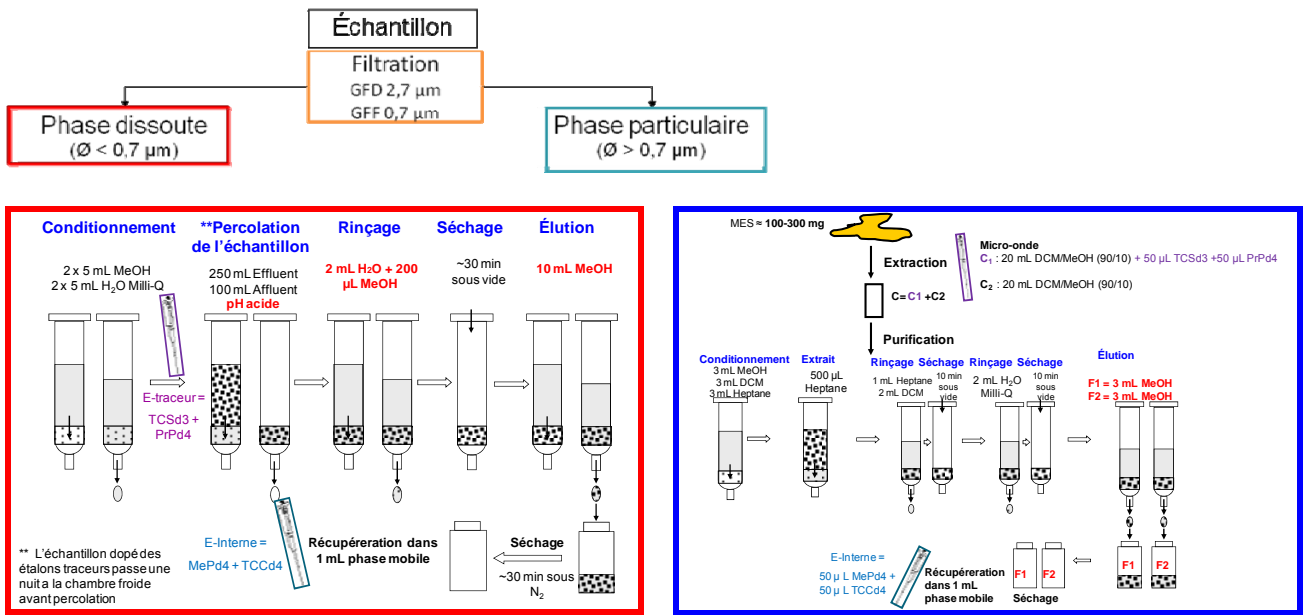 Échantillon
Filtration
GFD 2,7 µm
GFF 0,7 µm
Phase dissoute
(Ø < 0,7 µm)
Phase particulaire
(Ø > 0,7 µm)
Conditionnement
2 x 5 mL MeOH
2 x 5 mL H2O Milli-Q
**Percolation
de l'échantillon
250 mL Effluent
100 mL Affluent
pH acide
Rinçage
2 mL H2O + 200
µL MeOH
Séchage
~30 min
sous vide
Élution
10 mL MeOH
E-traceur =
TCSd3 +
PrPd4
E-Interne =
MePd4 + TCCd4
Récupéreration dans
1 mL phase mobile
Séchage
~30 min sous
N2
** L'échantillon dopé des
étalons traceurs passe une
nuit a la chambre froide
avant percolation
MES ≈ 100-300 mg
Extraction
C= C1 +C2
Purification
Micro-onde
C1 : 20 mL DCM/MeOH (90/10) + 50 µL TCSd3 +50 µL PrPd4
C2 : 20 mL DCM/MeOH (90/10)
Conditionnement
3 mL MeOH
3 mL DCM
3 mL Heptane
Extrait
500 µL
Heptane
Rinçage
1 mL Heptane
2 mL DCM
Séchage
10 min
sous
vide
Rinçage
2 mL H2O
Milli-Q
Séchage
10 min
sous
vide
Élution
F1 = 3 mL MeOH
F2 = 3 mL MeOH
E-Interne =
50 µ L MePd4 +
50 µ L TCCd4
Récupéreration
dans 1 mL
phase mobile
F1
F2
Séchage
F1
F2